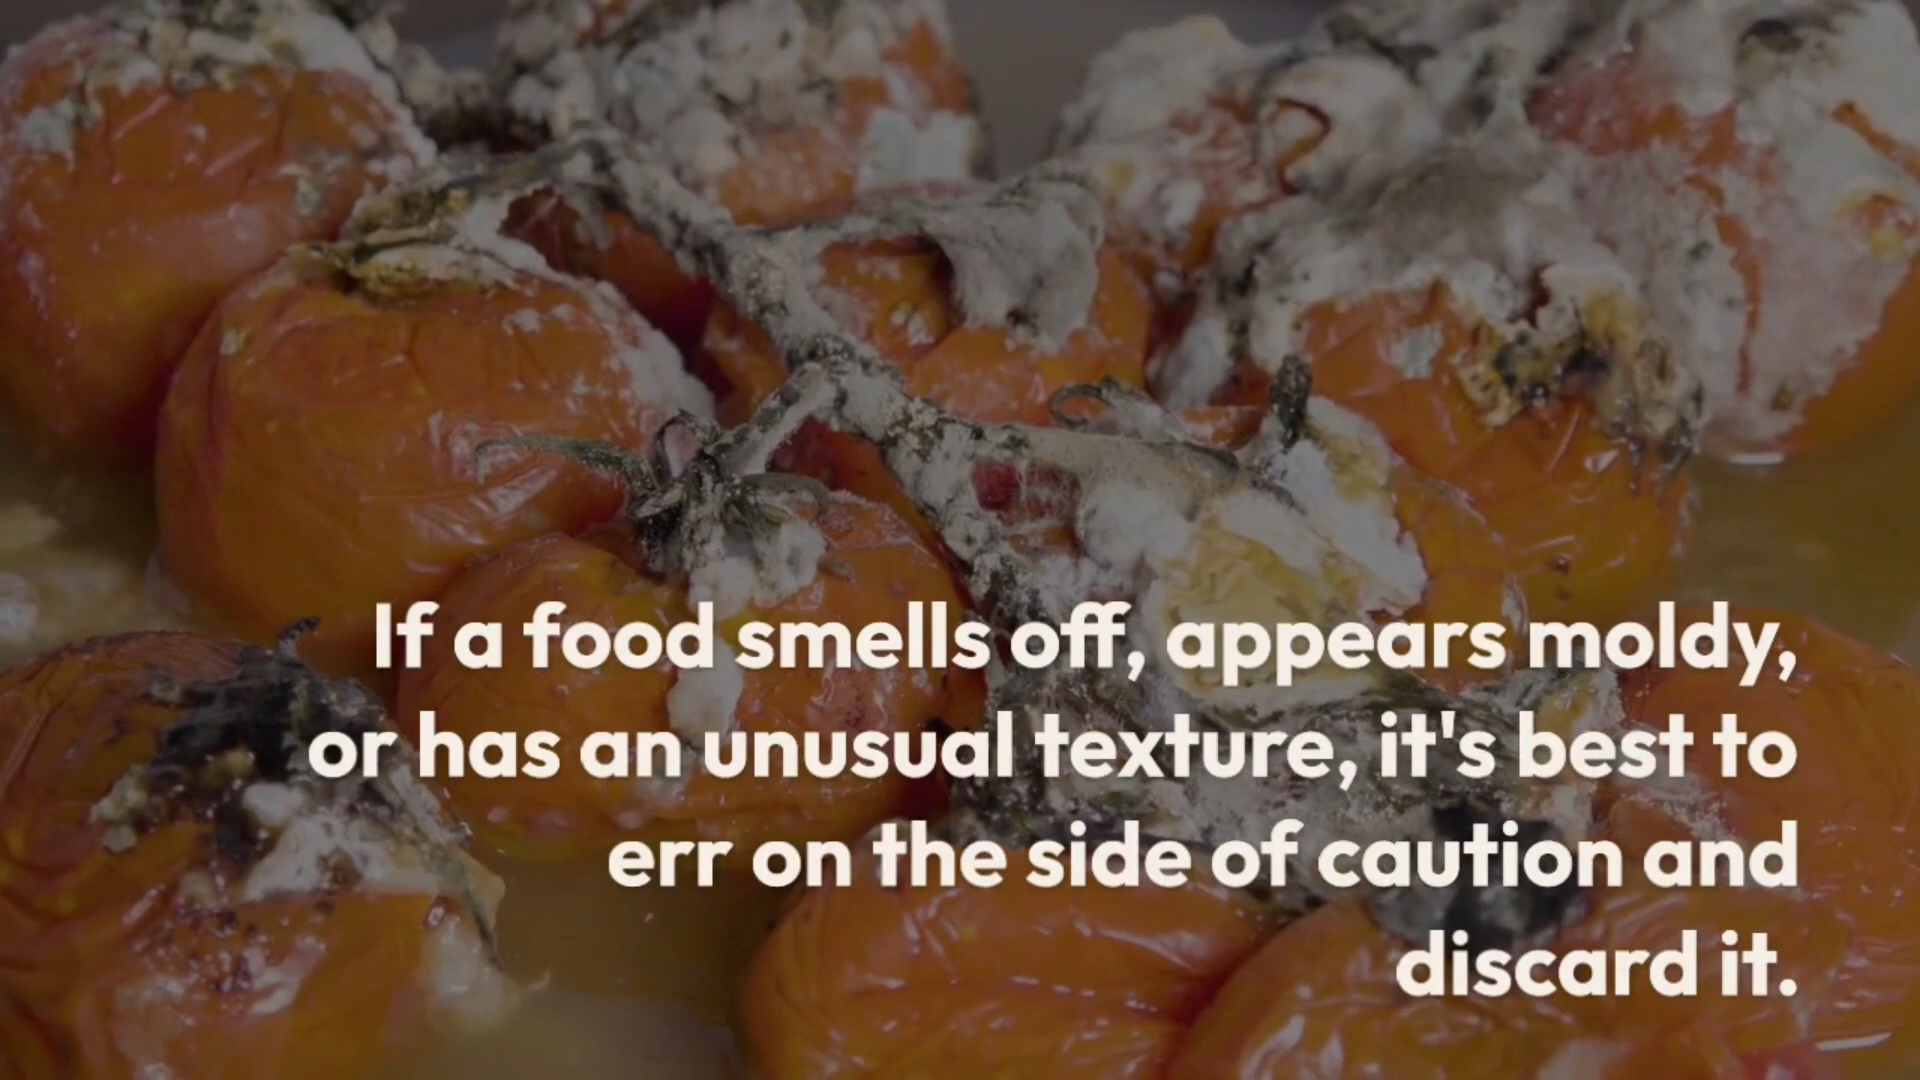 If a food smells off, appears moldy,
or has an unusual texture, it's best to
err on the side of caution and
discard it.